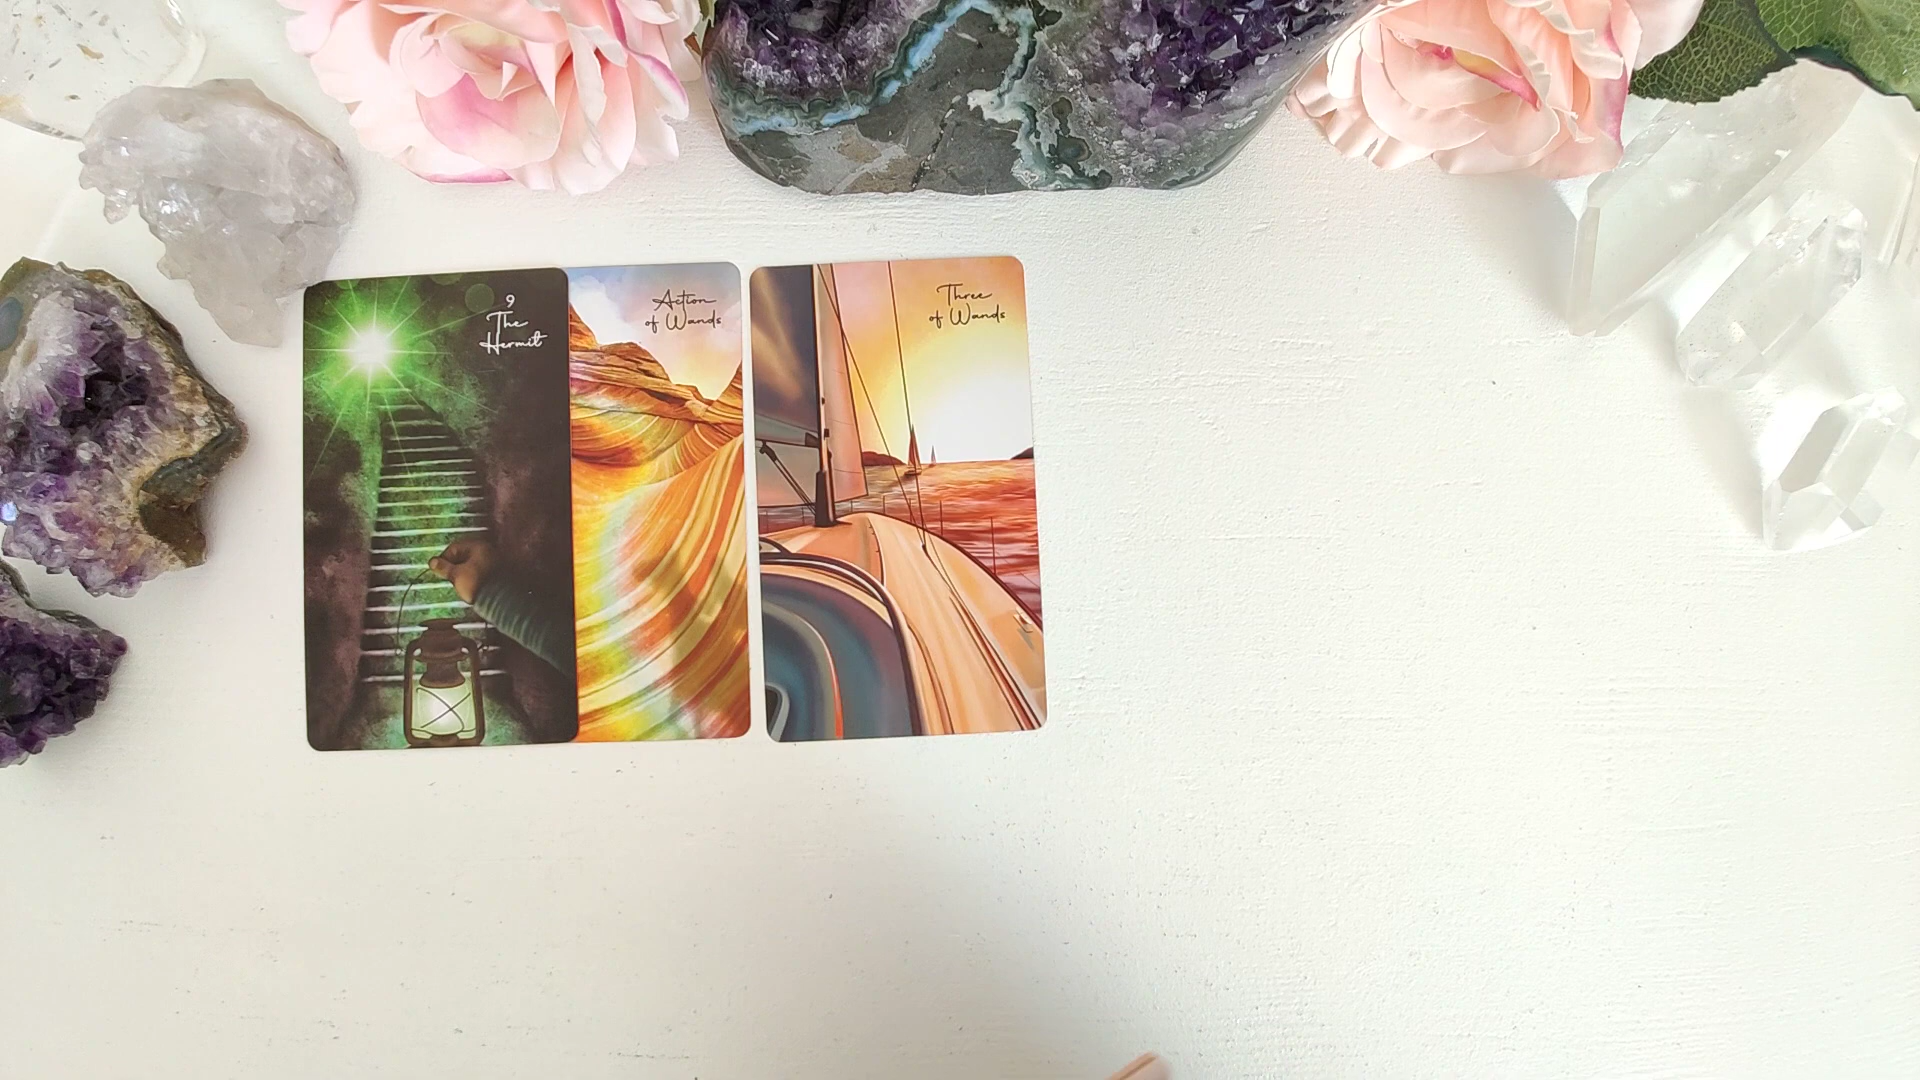 9
The
Hermit
Action
of Wands
Three
of Wands